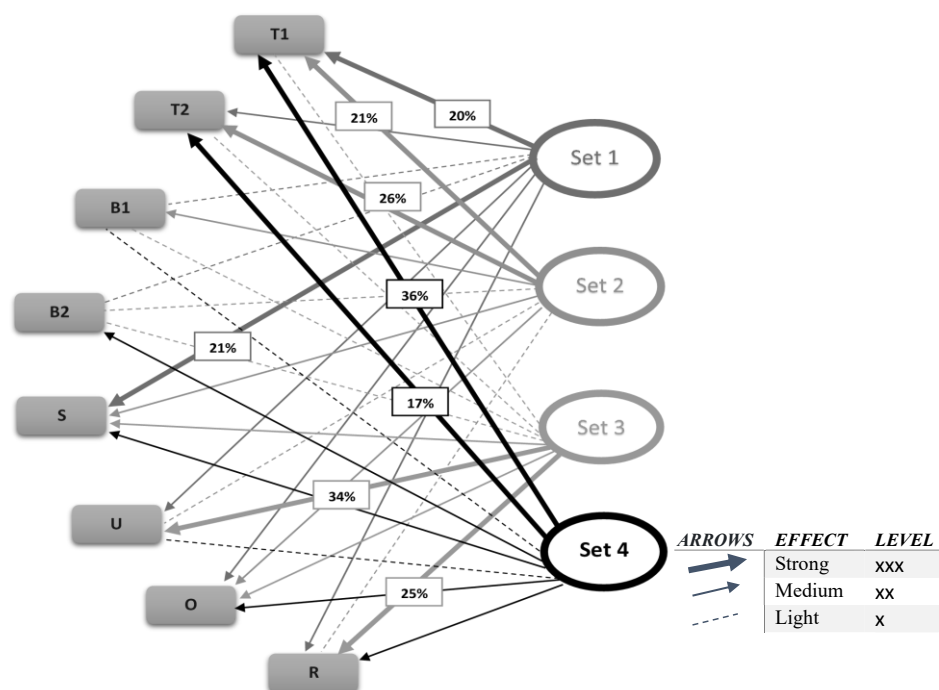 T1
T2
20%
21%
Set 1
26%
B1
Set 2
36%
B2
21%
17%
S
Set 3
34%
U
Set 4
ARROWS EFFECT LEVEL
Strong xxx
Medium xx
Light x
25%
O
R